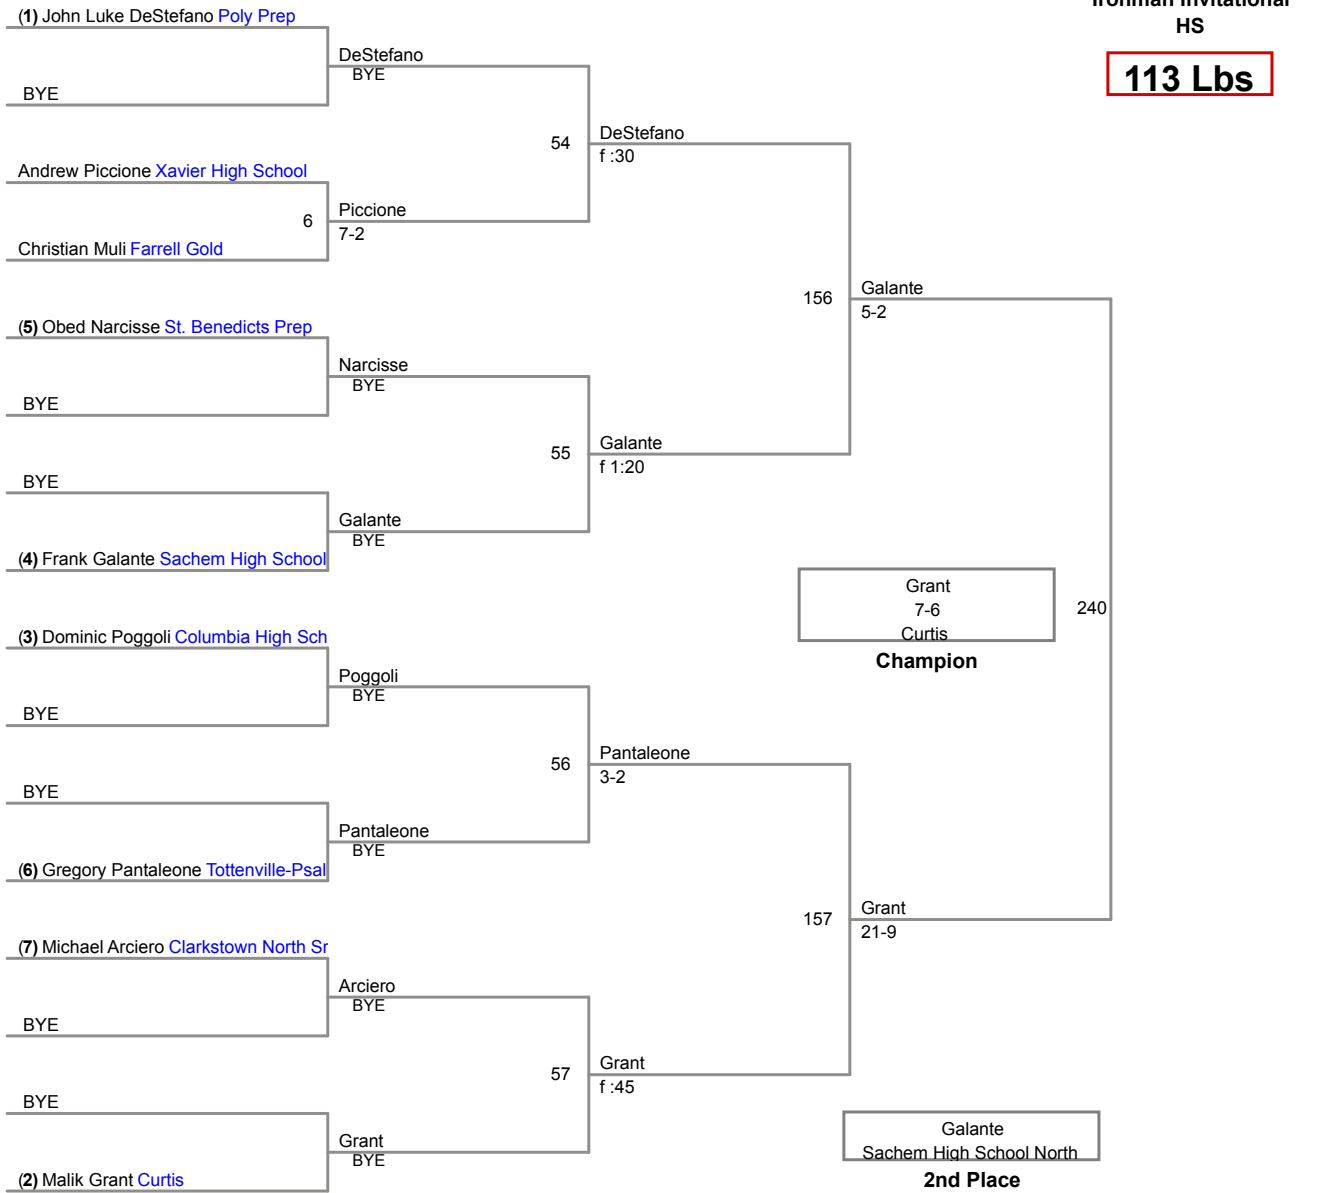 Ironman Invitational
HS
113 Lbs
(1) John Luke DeStefano Poly Prep
DeStefano
BYE
BYE
54
DeStefano
f :30
Andrew Piccione Xavier High School
6
Piccione
7-2
Christian Muli Farrell Gold
156
Galante
5-2
(5) Obed Narcisse St. Benedicts Prep
Narcisse
BYE
BYE
55
Galante
f 1:20
BYE
Galante
BYE
(4) Frank Galante Sachem High School
Grant
7-6
Curtis
Champion
240
(3) Dominic Poggoli Columbia High Sch
Poggoli
BYE
BYE
56
Pantaleone
3-2
BYE
Pantaleone
BYE
(6) Gregory Pantaleone Tottenville-Psal
157
Grant
21-9
(7) Michael Arciero Clarkstown North Sr
Arciero
BYE
BYE
57
Grant
f :45
BYE
Grant
BYE
(2) Malik Grant Curtis
Galante
Sachem High School North
2nd Place